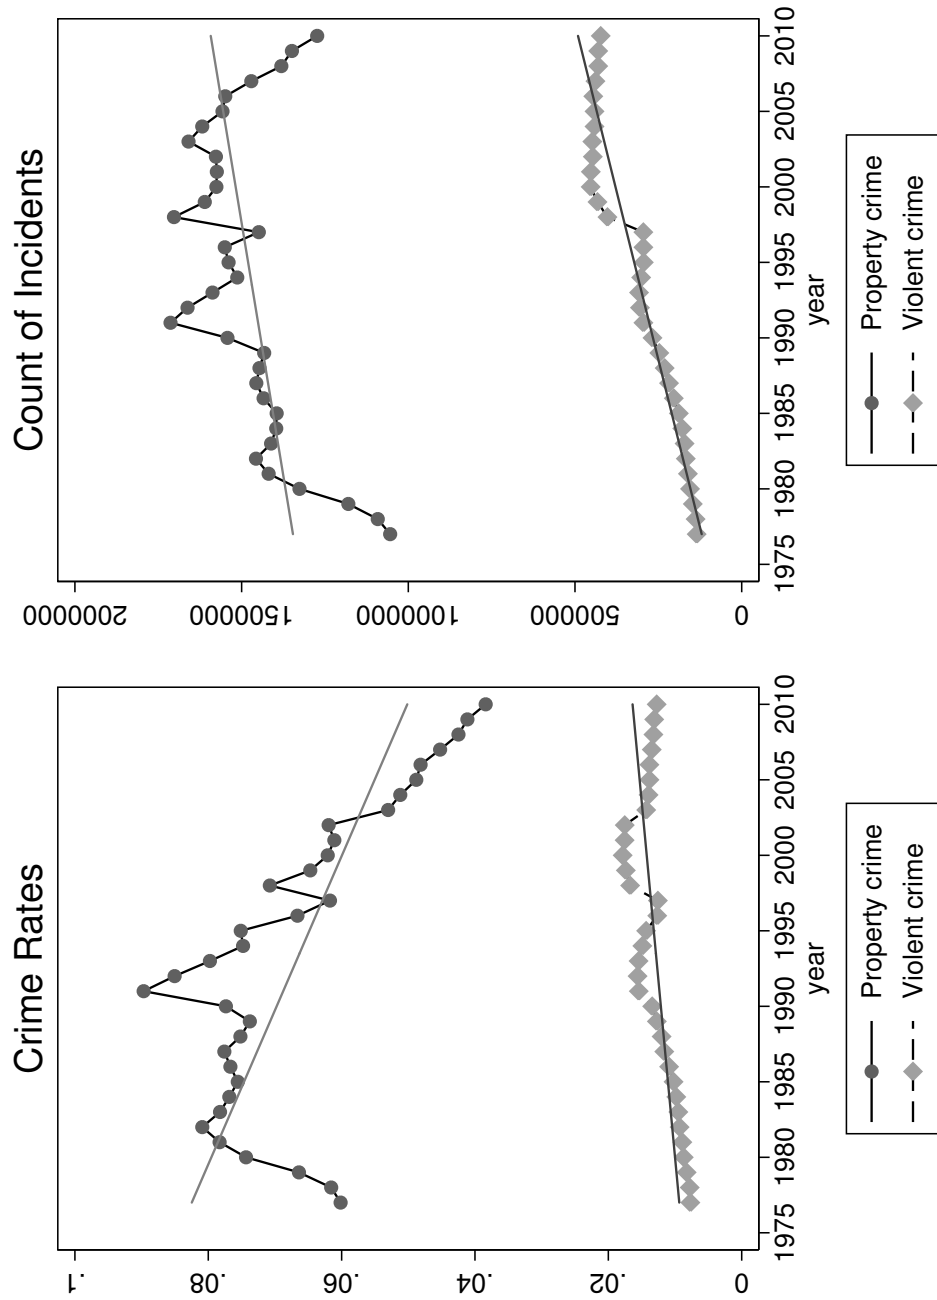 Crime Rates
.1
.08
.06
.04
.02
0
1975 1980 1985 1990 1995 2000 2005 2010
year
Property crime
Violent crime
Count of Incidents
2000000
1500000
1000000
500000
0
1975 1980 1985 1990 1995 2000 2005 2010
year
Property crime
Violent crime